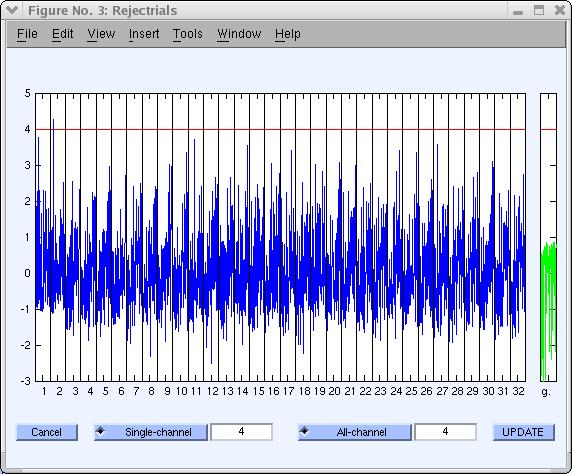 Figure No. 3: Rejectrials
File Edit View Insert Tools Window Help
5
4
3
2
1
0
-1
-2
-3
1 2 3 4 5 6 7 8 9 10 11 12 13 14 15 16 17 18 19 20 21 22 23 24 25 26 27 28 29 30 31 32 g.
Cancel Single-channel 4 All-channel 4 UPDATE